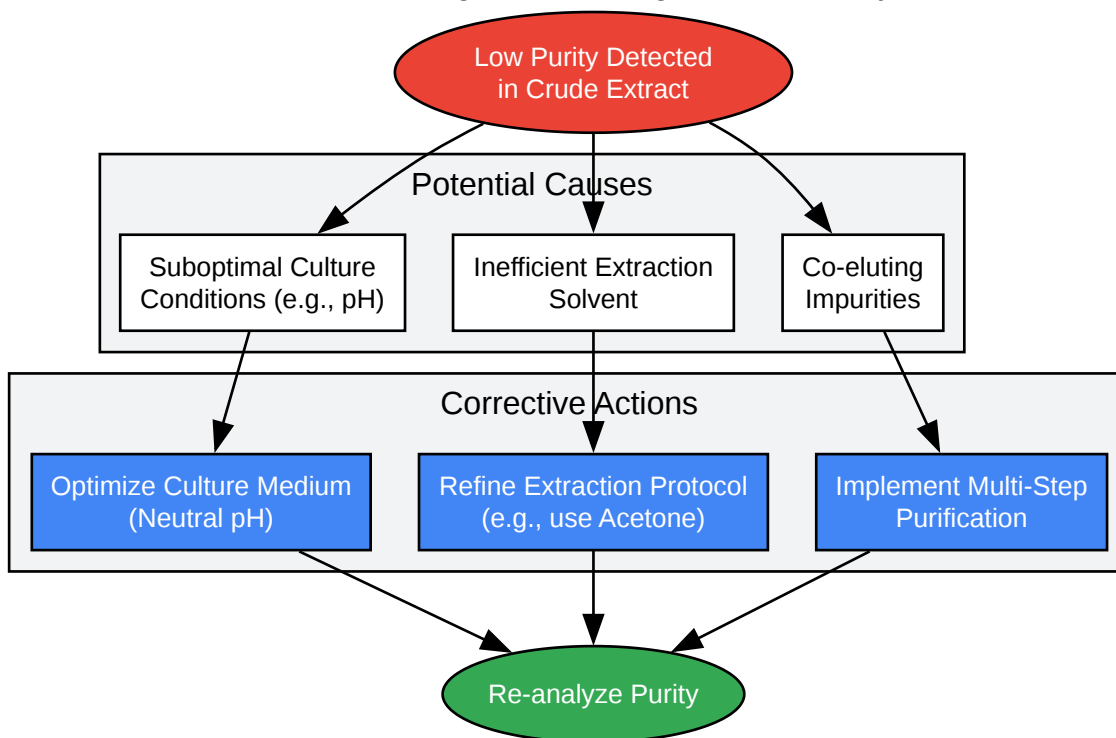 Low Purity Detected
in Crude Extract
Potential Causes
Suboptimal Culture
Conditions (e.g., pH)
Inefficient Extraction
Solvent
Co-eluting
Impurities
Corrective Actions
Optimize Culture Medium
(Neutral pH)
Refine Extraction Protocol
(e.g., use Acetone)
Implement Multi-Step
Purification
Re-analyze Purity